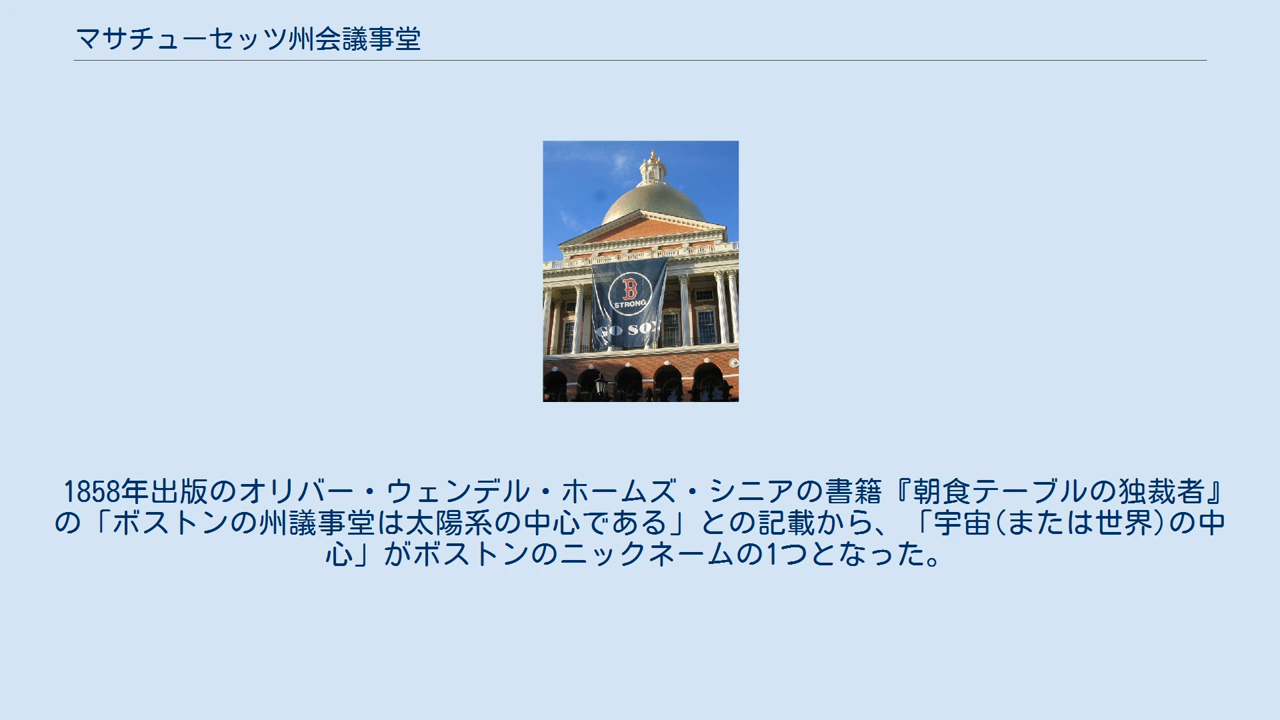 マサチューセッツ州会議事堂
B
STRONG
GO SOX
1858年出版のオリバー・ウェンデル・ホームズ・シニアの書籍『朝食テーブルの独裁者』
の「ボストンの州議事堂は太陽系の中心である」との記載から、「宇宙(または世界)の中
心」がボストンのニックネームの1つとなった。